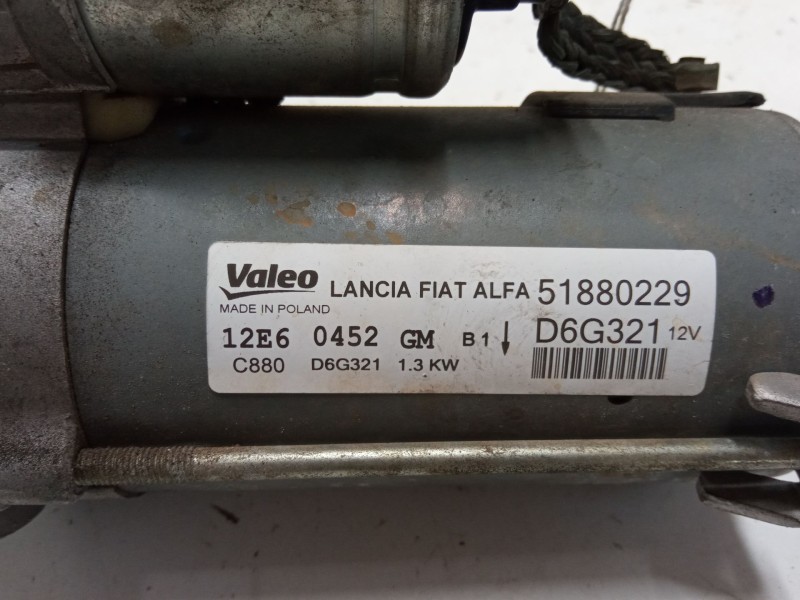 Valeo LANCIA FIAT ALFA 51880229
MADE IN POLAND
12E6 0452 GM B1 ↓ D6G321 12V
C880 D6G321 1.3 KW